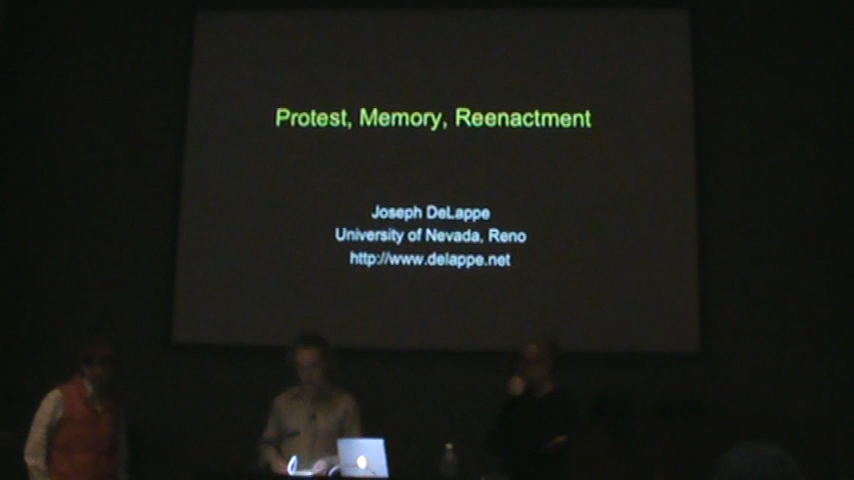 Protest, Memory, Reenactment
Joseph DeLappe
University of Nevada, Reno
http://www.delappe.net